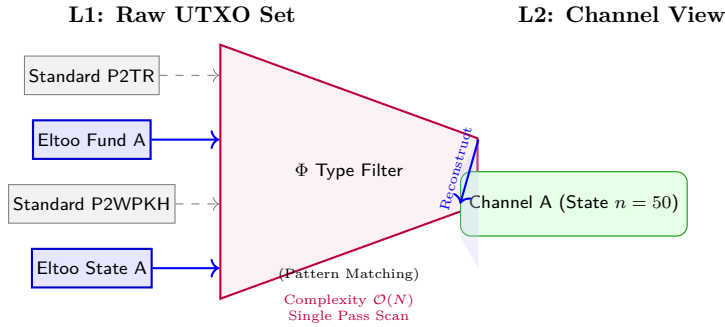 L1: Raw UTXO Set
L2: Channel View
Standard P2TR
Eltoo Fund A
Standard P2WPKH
Eltoo State A
Φ Type Filter
Reconstruct
Channel A (State n = 50)
(Pattern Matching)
Complexity 𝒪(N)
Single Pass Scan